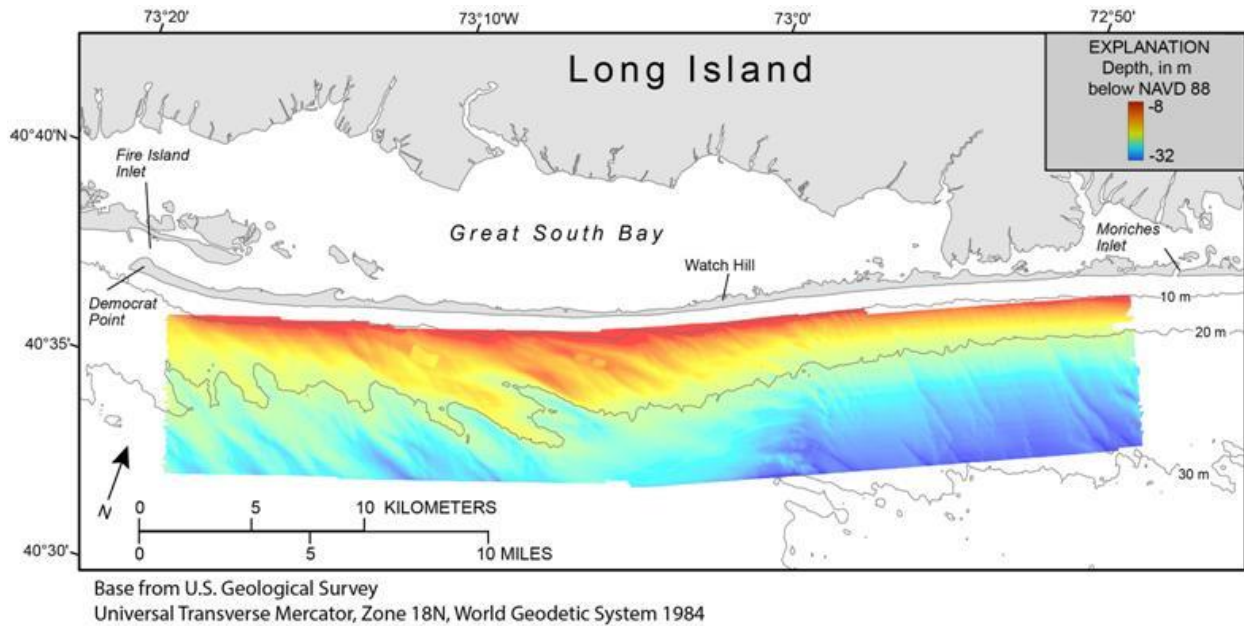 73°20' 73°10'W 73°0' 72°50'
Long Island
EXPLANATION
Depth, in m
below NAVD 88
-8
-32
40°40'N
Fire Island
Inlet
Great South Bay
Moriches
Inlet
Watch Hill
Democrat
Point
10 m
20 m
40°35'
30 m
N
0 5 10 KILOMETERS
0 5 10 MILES
40°30'
Base from U.S. Geological Survey
Universal Transverse Mercator, Zone 18N, World Geodetic System 1984